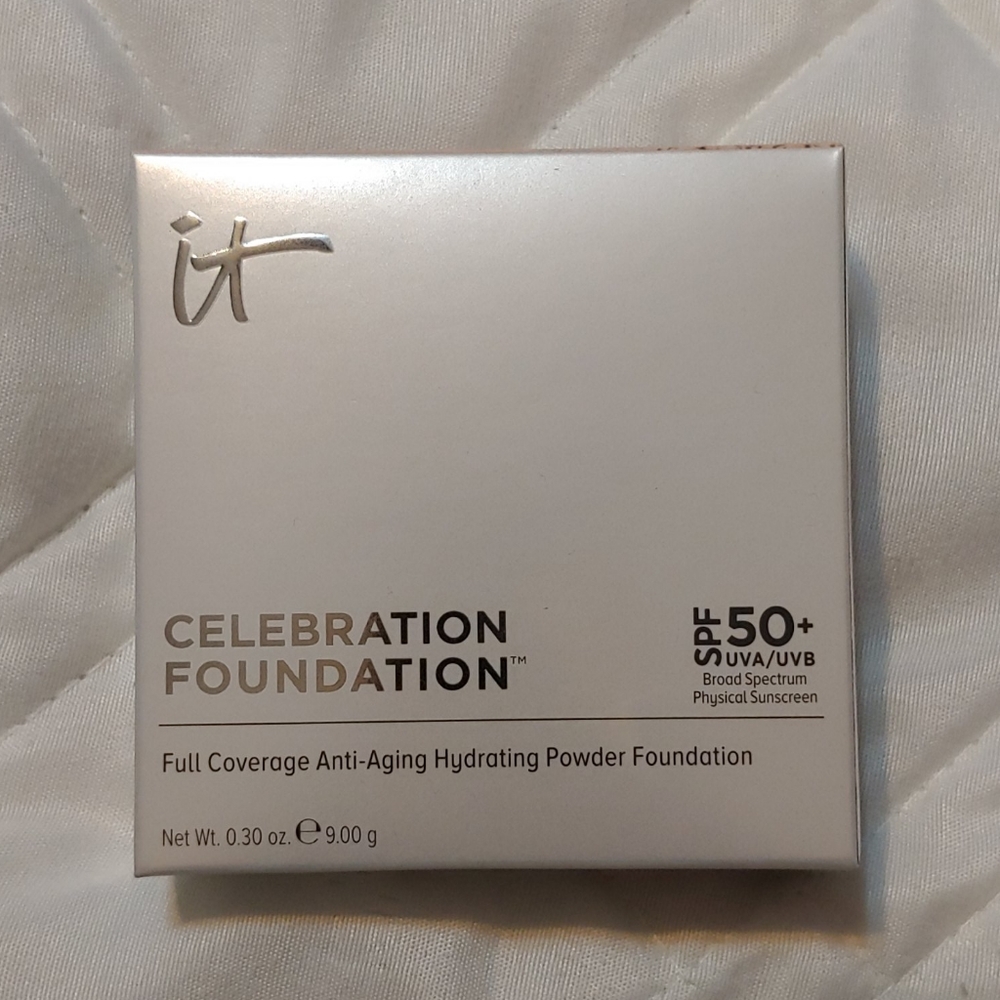 it
CELEBRATION
FOUNDATION™
SPF 50+
UVA/UVB
Broad Spectrum
Physical Sunscreen
Full Coverage Anti-Aging Hydrating Powder Foundation
Net Wt. 0.30 oz. ℮ 9.00 g